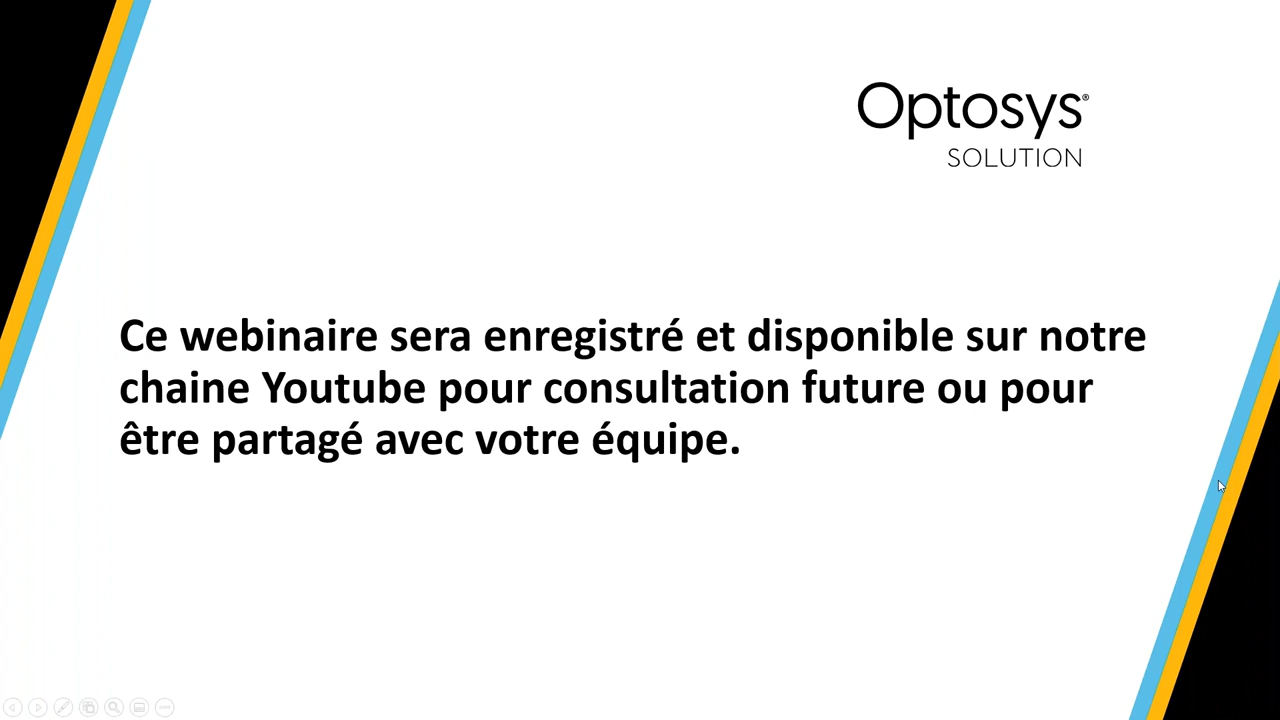 Optosys®
SOLUTION
Ce webinaire sera enregistré et disponible sur notre
chaine Youtube pour consultation future ou pour
être partagé avec votre équipe.